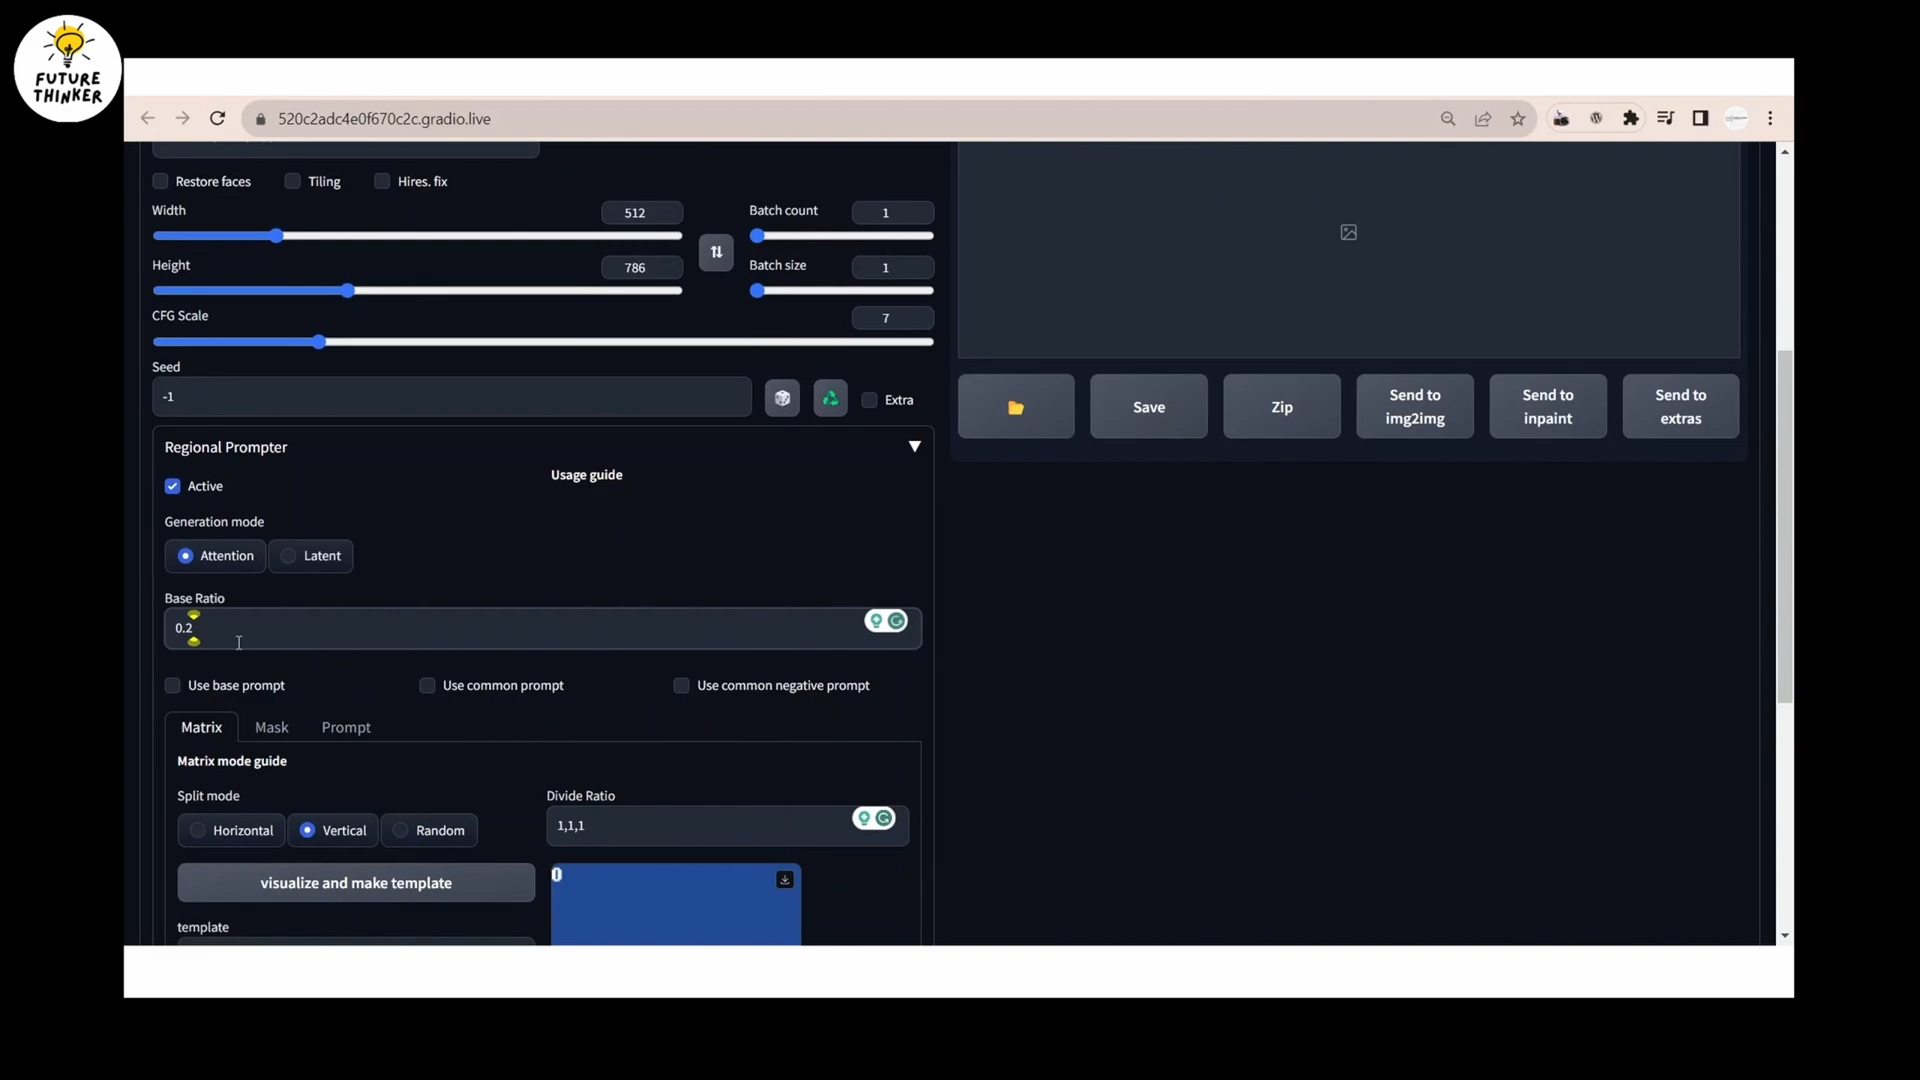 FUTURE
THINKER
520c2adc4e0f670c2c.gradio.live
Restore faces
Tiling
Hires. fix
Width
512
Batch count
1
Height
786
Batch size
1
CFG Scale
7
Seed
-1
Extra
Save
Zip
Send to
img2img
Send to
inpaint
Send to
extras
Regional Prompter
Usage guide
Active
Generation mode
Attention
Latent
Base Ratio
0.2
Use base prompt
Use common prompt
Use common negative prompt
Matrix
Mask
Prompt
Matrix mode guide
Split mode
Divide Ratio
Horizontal
Vertical
Random
1,1,1
visualize and make template
0
template